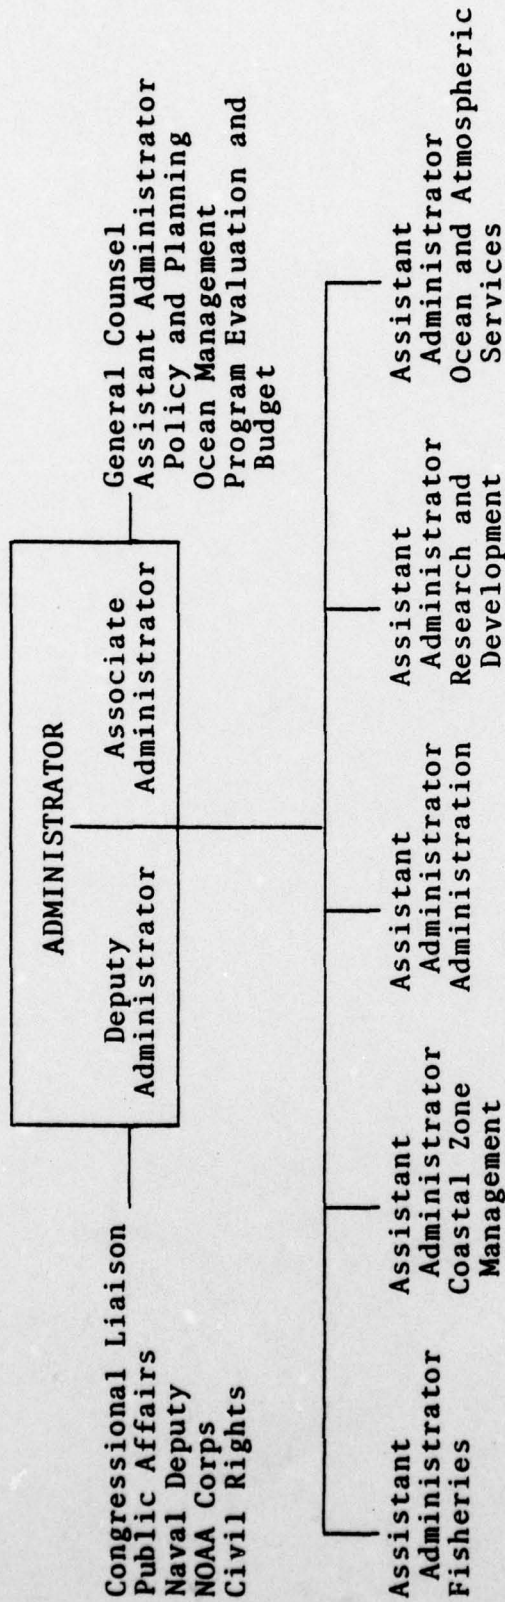 ADMINISTRATOR
Deputy
Administrator
Associate
Administrator
Congressional Liaison
Public Affairs
Naval Deputy
NOAA Corps
Civil Rights
General Counsel
Assistant Administrator
Policy and Planning
Ocean Management
Program Evaluation and
Budget
Assistant
Administrator
Fisheries
Assistant
Administrator
Coastal Zone
Management
Assistant
Administrator
Administration
Assistant
Administrator
Research and
Development
Assistant
Administrator
Ocean and Atmospheric
Services